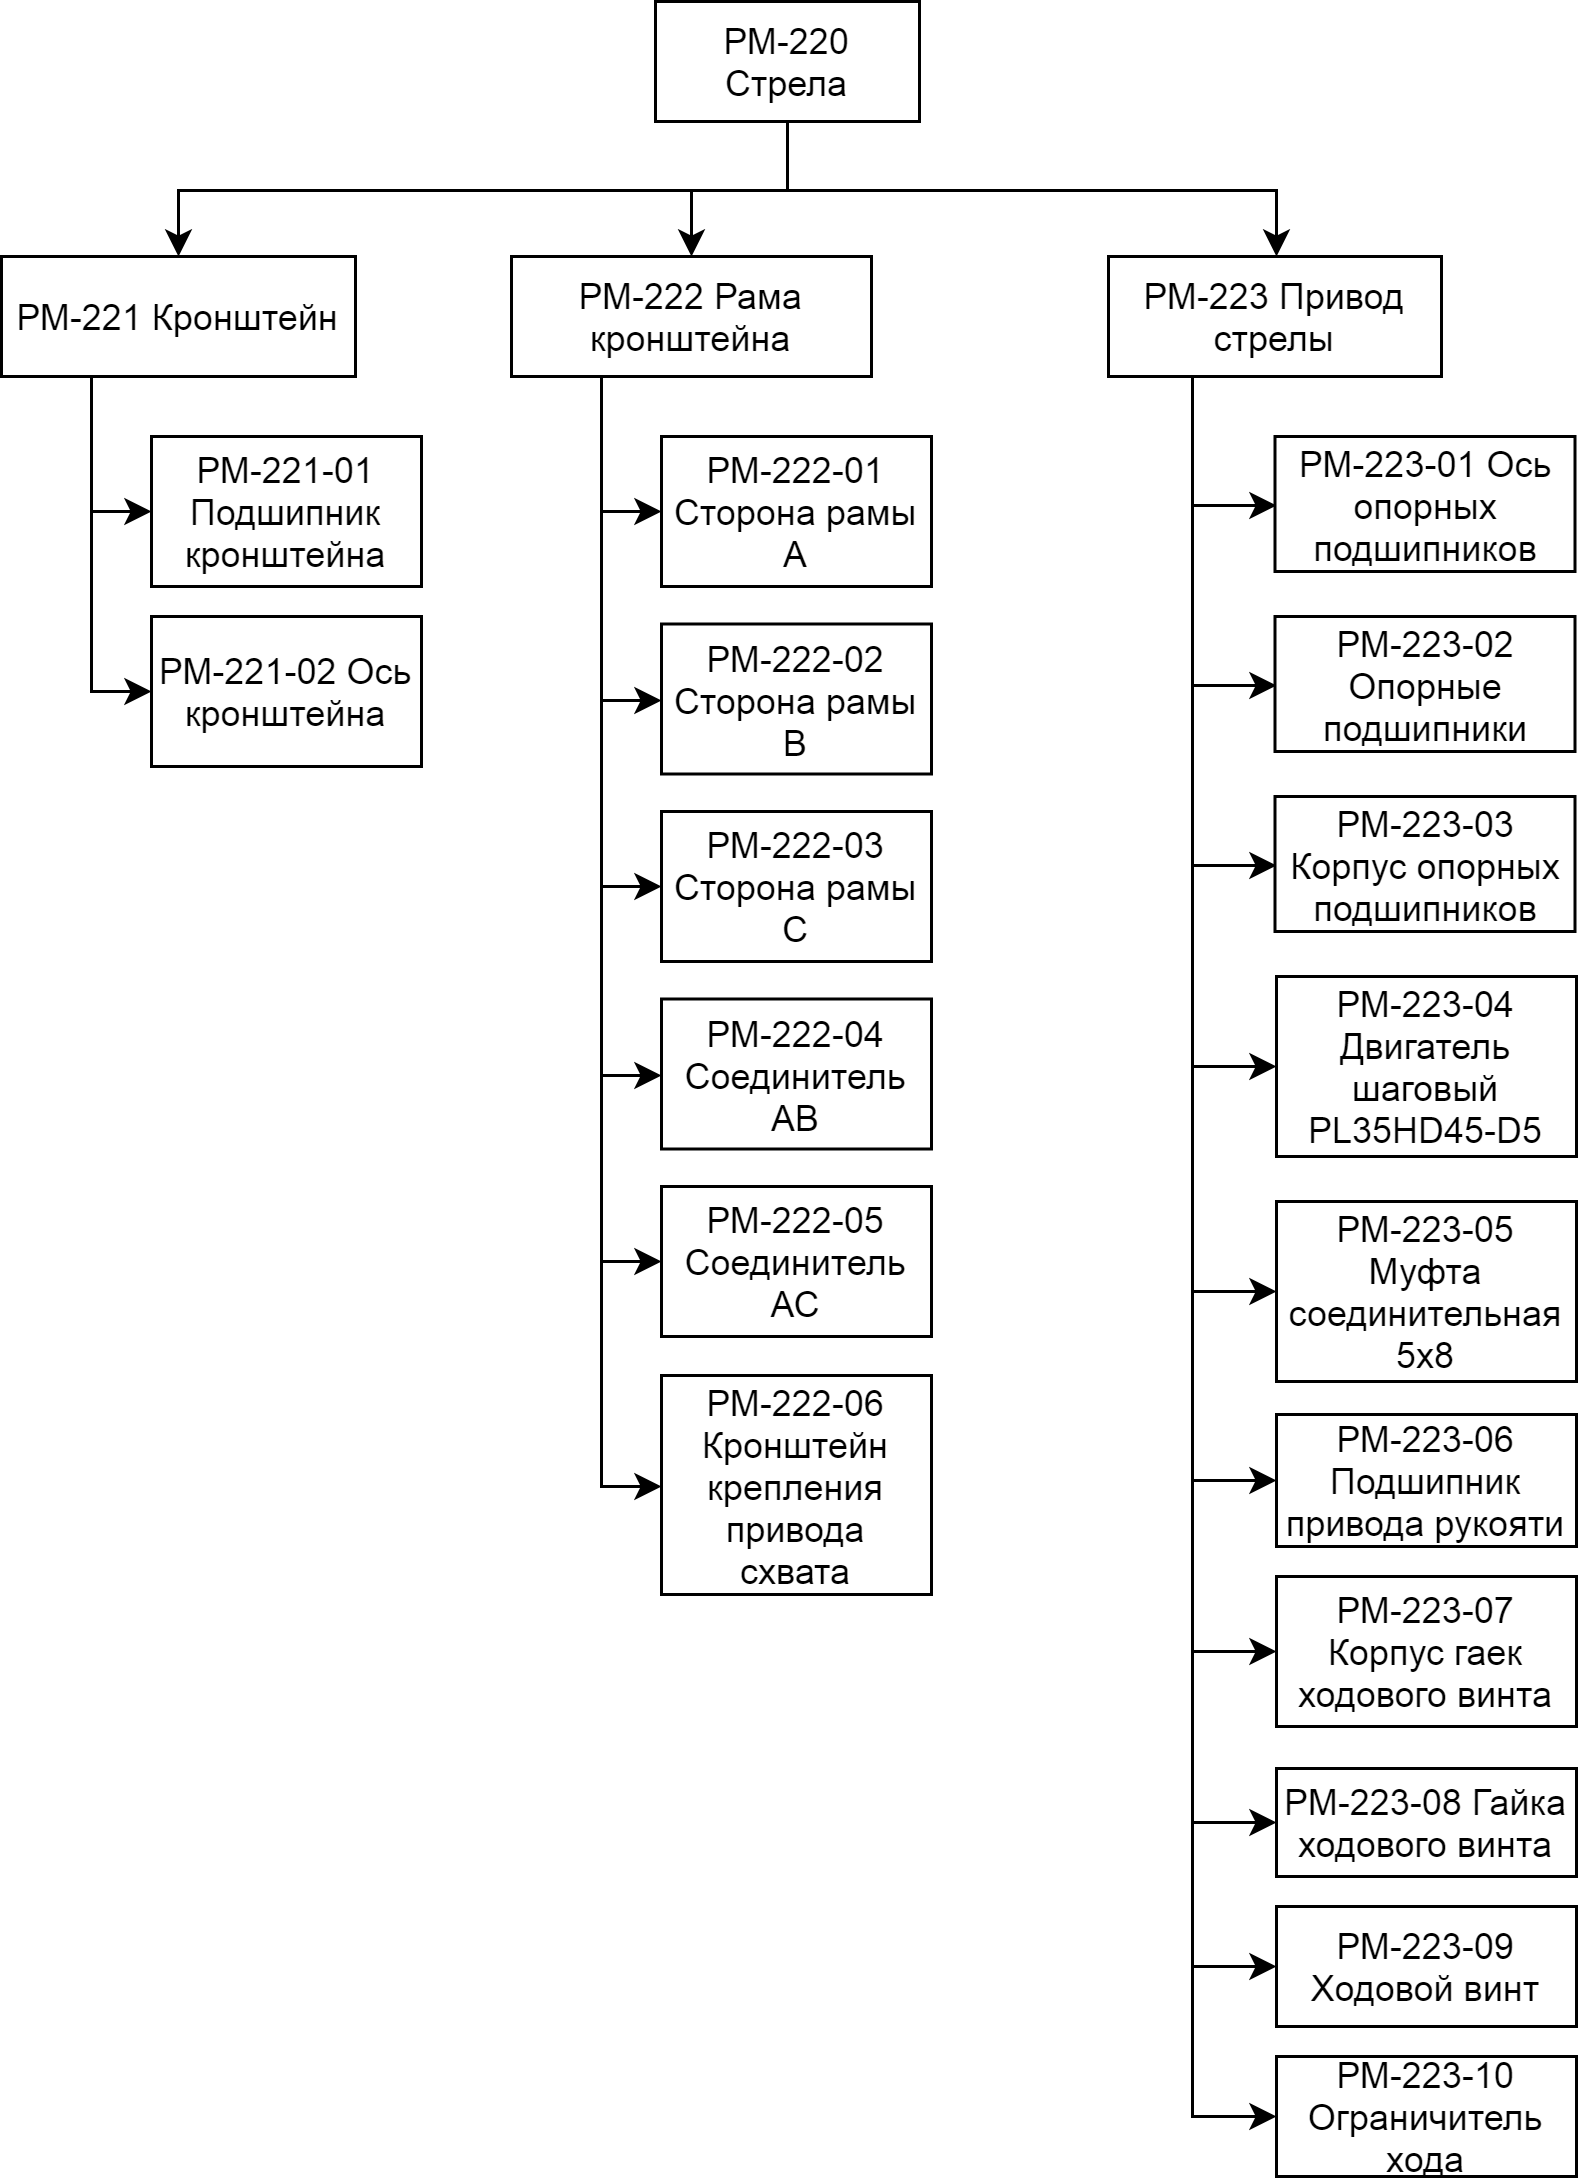 РМ-220
Стрела
РМ-221 Кронштейн
РМ-222 Рама
кронштейна
РМ-223 Привод
стрелы
РМ-221-01
Подшипник
кронштейна
РМ-221-02 Ось
кронштейна
РМ-222-01
Сторона рамы
А
РМ-222-02
Сторона рамы
В
РМ-222-03
Сторона рамы
С
РМ-222-04
Соединитель
АВ
РМ-222-05
Соединитель
АС
РМ-222-06
Кронштейн
крепления
привода
схвата
РМ-223-01 Ось
опорных
подшипников
РМ-223-02
Опорные
подшипники
РМ-223-03
Корпус опорных
подшипников
РМ-223-04
Двигатель
шаговый
PL35HD45-D5
РМ-223-05
Муфта
соединительная
5х8
РМ-223-06
Подшипник
привода рукояти
РМ-223-07
Корпус гаек
ходового винта
РМ-223-08 Гайка
ходового винта
РМ-223-09
Ходовой винт
РМ-223-10
Ограничитель
хода